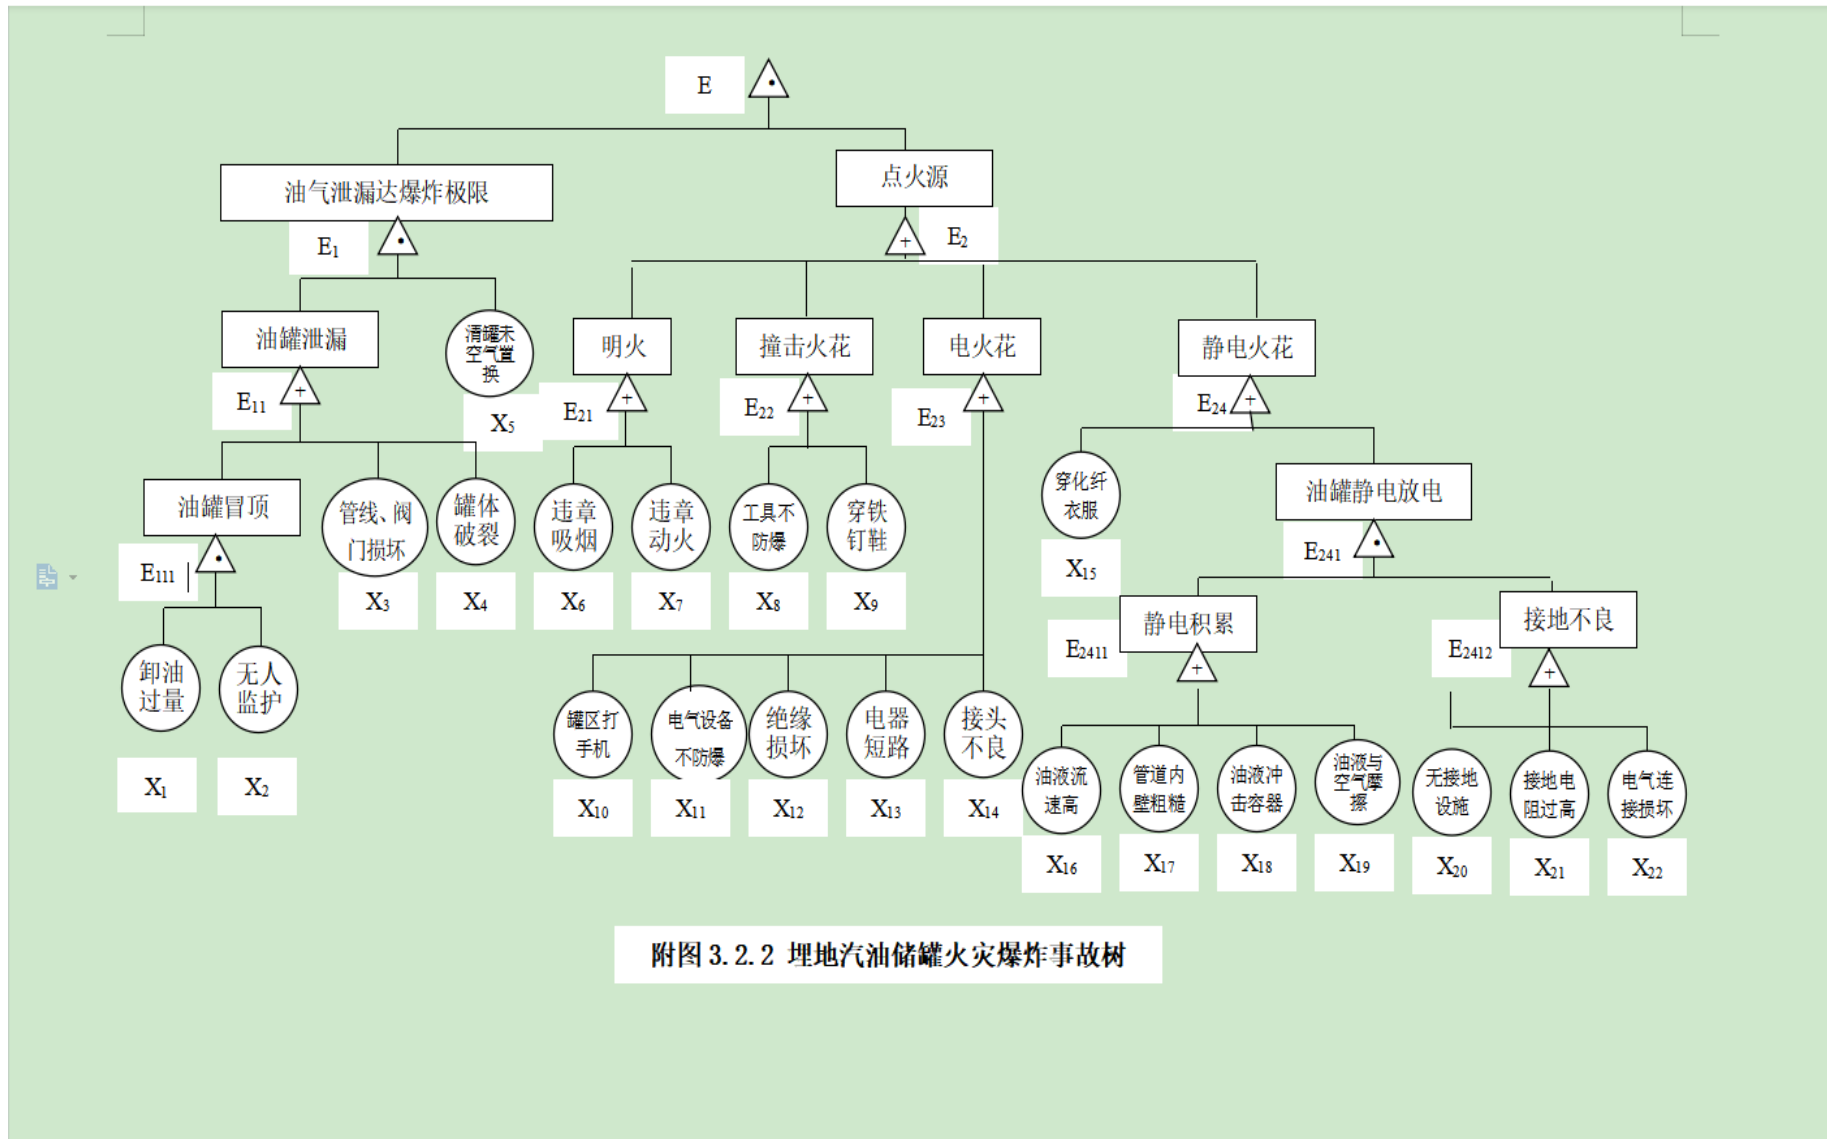 E
油气泄漏达爆炸极限
点火源
E1
E2
油罐泄漏
清罐未
空气置
换
明火
撞击火花
电火花
静电火花
E11
X5
E21
E22
E23
E24
油罐冒顶
管线、阀
门损坏
罐体
破裂
违章
吸烟
违章
动火
工具不
防爆
穿铁
钉鞋
穿化纤
衣服
油罐静电放电
E111
X3
X4
X6
X7
X8
X9
X15
E241
静电积累
接地不良
E2411
E2412
卸油
过量
无人
监护
罐区打
手机
电气设备
不防爆
绝缘
损坏
电器
短路
接头
不良
油液流
速高
管道内
壁粗糙
油液冲
击容器
油液与
空气摩
擦
无接地
设施
接地电
阻过高
电气连
接损坏
X1
X2
X10
X11
X12
X13
X14
X16
X17
X18
X19
X20
X21
X22
附图 3.2.2 埋地汽油储罐火灾爆炸事故树